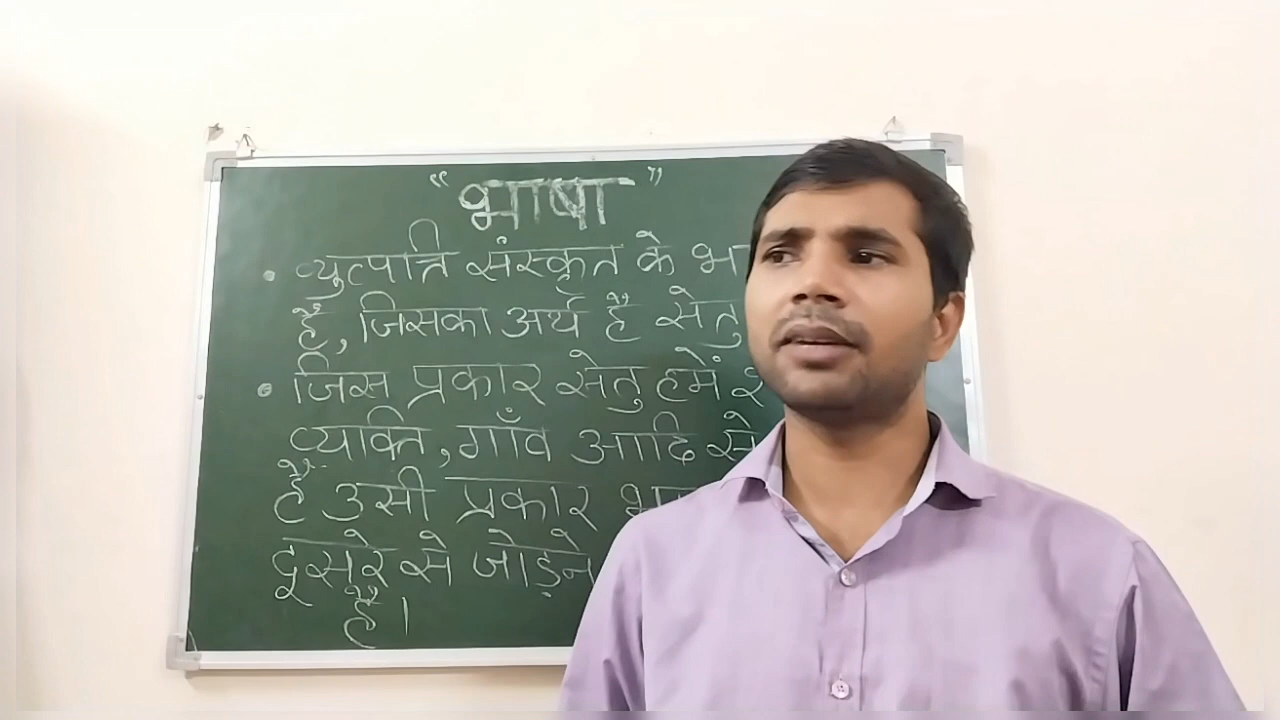 "भाषा"
• व्युत्पत्ति संस्कृत के
है, जिसका अर्थ है सेतु
• जिस प्रकार सेतु हमें
व्यक्ति, गाँव आदि से
हैं उसी प्रकार
दूसरे से जोड़ने
है।